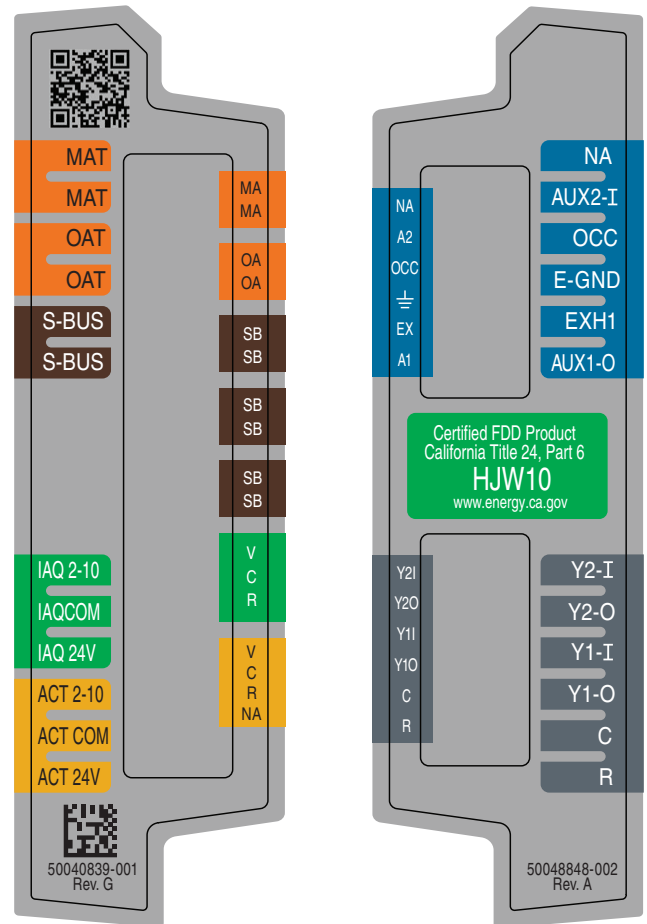 MAT
MAT
OAT
OAT
S-BUS
S-BUS
IAQ 2-10
IAQCOM
IAQ 24V
ACT 2-10
ACT COM
ACT 24V
50040839-001
Rev. G
MA
MA
OA
OA
SB
SB
SB
SB
SB
SB
V
C
R
V
C
R
NA
NA
A2
OCC
EX
A1
Y2I
Y2O
Y1I
Y1O
C
R
Certified FDD Product
California Title 24, Part 6
HJW10
www.energy.ca.gov
NA
AUX2-I
OCC
E-GND
EXH1
AUX1-O
Y2-I
Y2-O
Y1-I
Y1-O
C
R
50048848-002
Rev. A